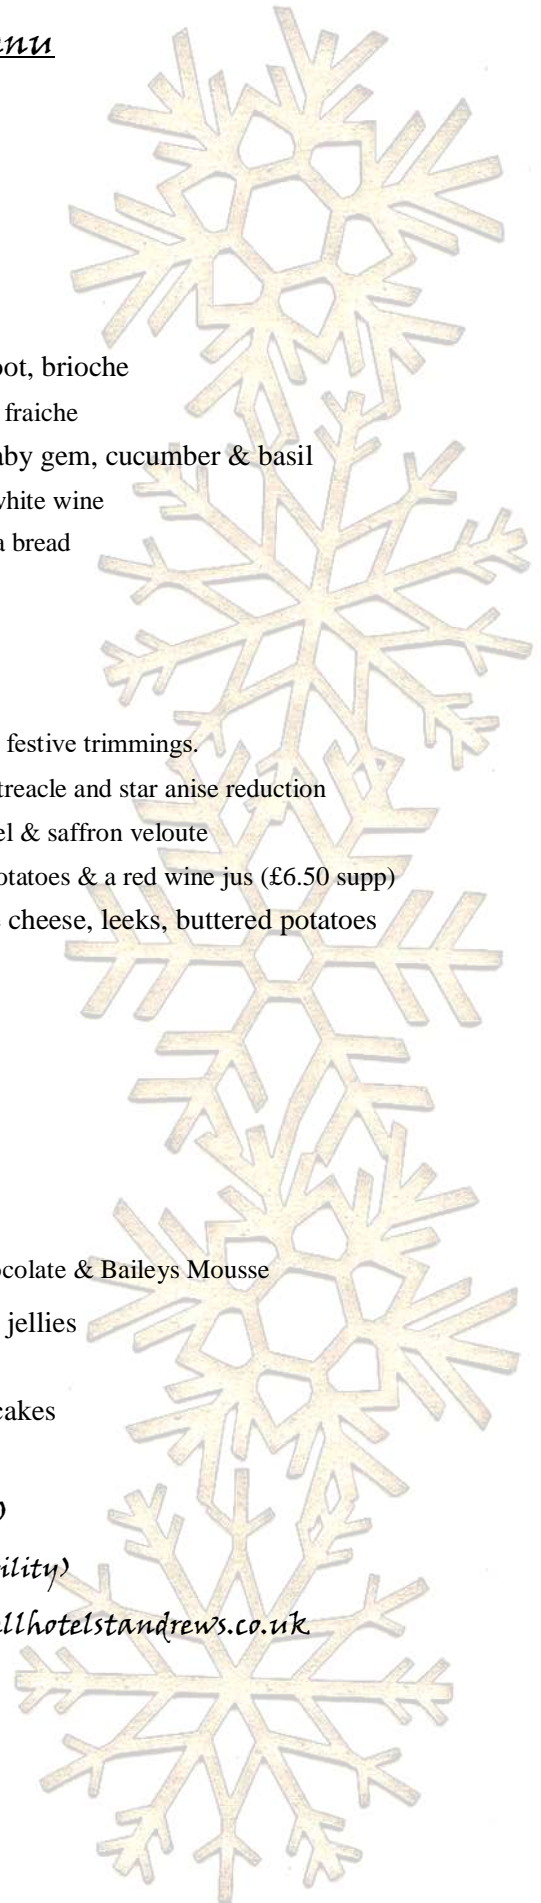 enu
oot, brioche
fraiche
aby gem, cucumber & basil
white wine
a bread
festive trimmings.
treacle and star anise reduction
el & saffron veloute
otatoes & a red wine jus (£6.50 supp)
cheese, leeks, buttered potatoes
ocolate & Baileys Mousse
jellies
cakes
)
ility)
llhotelstandrews.co.uk